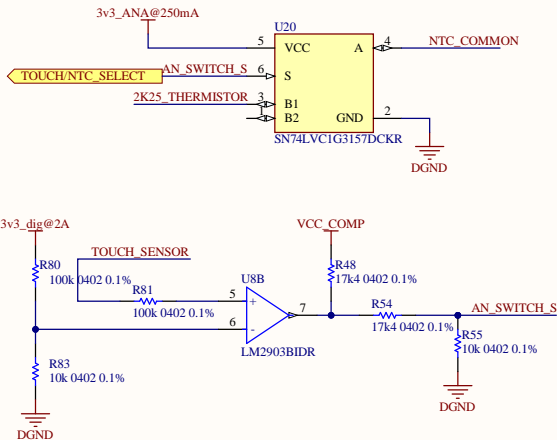 3v3_ANA@250mA
U20
5 VCC A 4 NTC_COMMON
TOUCH/NTC_SELECT AN_SWITCH_S 6 S
2K25_THERMISTOR 3 B1
1 B2 GND 2
SN74LVC1G3157DCKR
DGND
3v3_dig@2A VCC_COMP
TOUCH_SENSOR
R80 100k 0402 0.1%
R48 17k4 0402 0.1%
U8B
R81 100k 0402 0.1%
5 + 7
6 -
LM2903BIDR
R54 17k4 0402 0.1%
AN_SWITCH_S
R55 10k 0402 0.1%
R83 10k 0402 0.1%
DGND
DGND